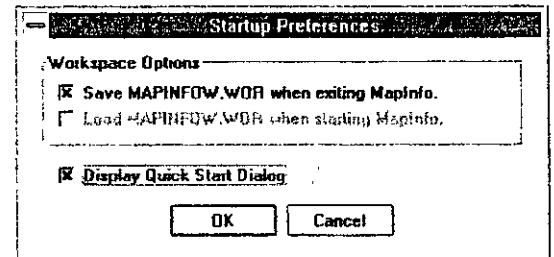 Startup Preferences
Workspace Options
Save MAPINFOW.WOR when exiting MapInfo.
Load MAPINFOW.WOR when starting MapInfo.
Display Quick Start Dialog
OK Cancel